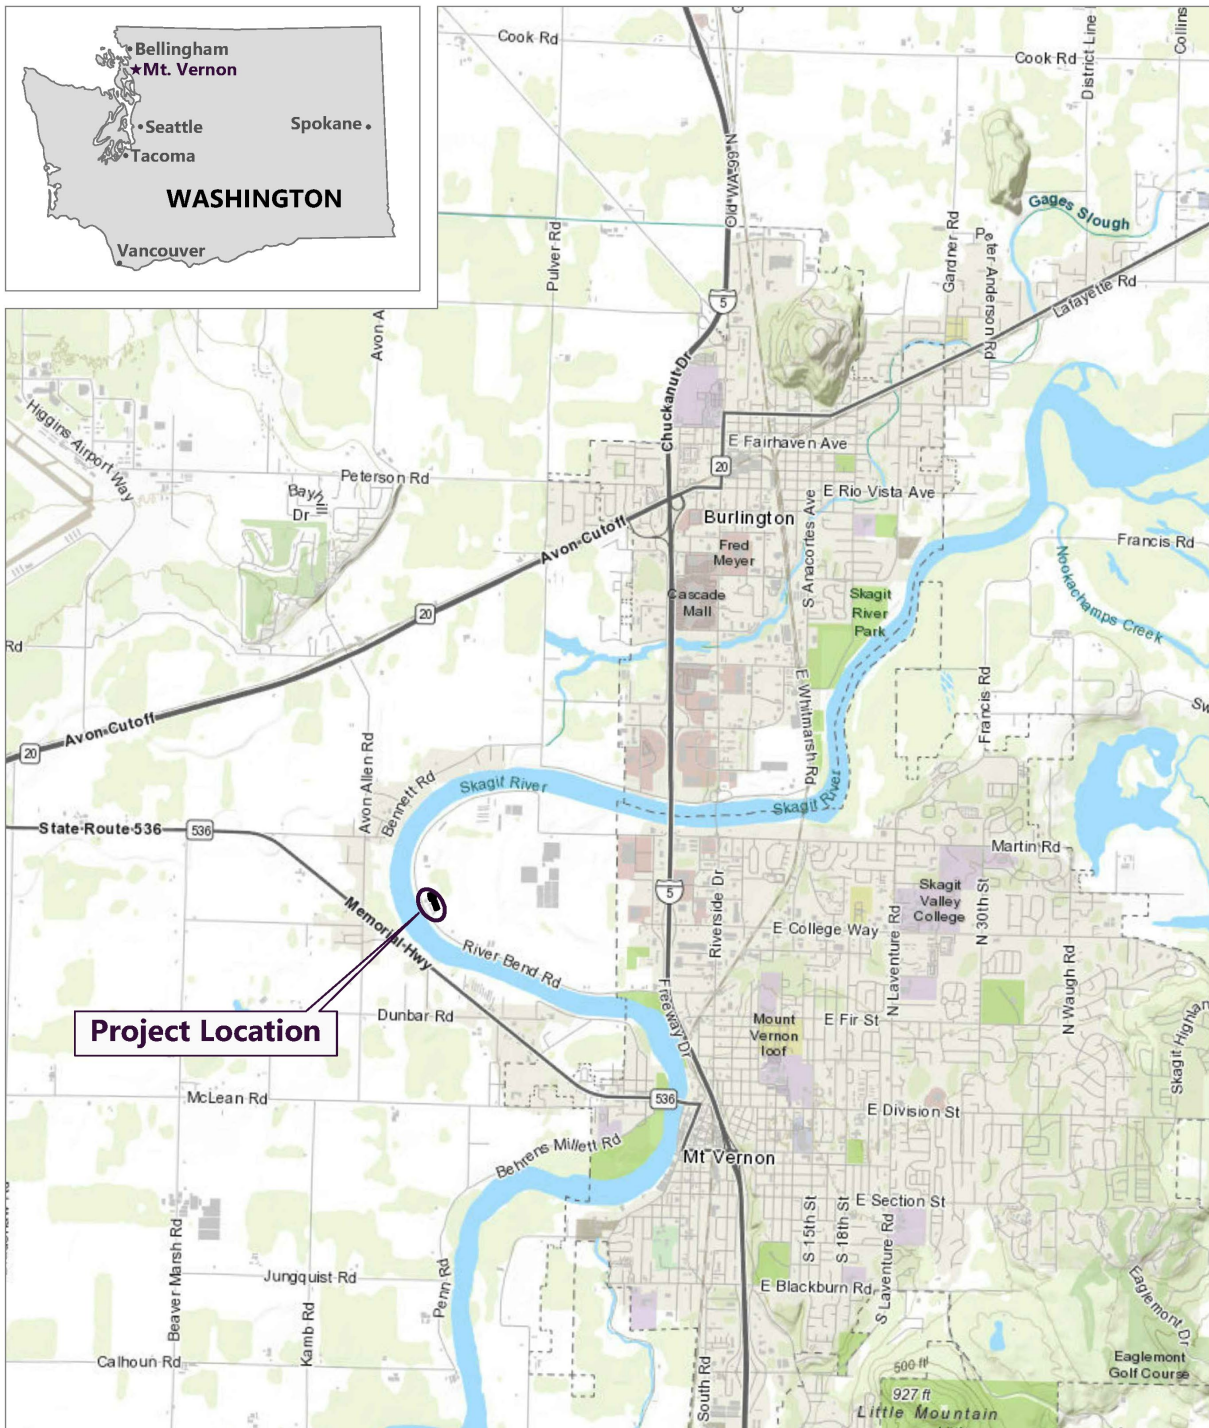 Bellingham
Mt. Vernon
Seattle
Spokane
Tacoma
WASHINGTON
Vancouver
Cook Rd
Cook Rd
District Line
Collins
Old WA-99 N
Gages Slough
Pulver Rd
Gardner Rd
Peter Anderson Rd
Lafayette Rd
5
Avon A
Chuckanut Dr
Higgins Airport Way
E Fairhaven Ave
20
Peterson Rd
Bayhill
Dr
E Rio Vista Ave
S Anacortes Ave
Burlington
Avon Cutoff
Francis Rd
Fred
Meyer
Cascade
Mall
Nookachamps Creek
Skagit
River
Park
20
Rd
E Whitmarsh Rd
Francis Rd
Sw
Avon Cutoff
20
Avon Allen Rd
Bennett Rd
Skagit River
Skagit River
State Route 536
536
Martin Rd
5
Skagit
Valley
College
N 30th St
Memorial Hwy
Riverside Dr
E College Way
N Laventure Rd
N Waugh Rd
River Bend Rd
Freeway Dr
Project Location
Dunbar Rd
Mount
Vernon
loof
E Fir St
Skagit Highlan
McLean Rd
536
E Division St
Behrens Millett Rd
Mt Vernon
E Section St
S 15th St
S 18th St
S Laventure Rd
Beaver Marsh Rd
Jungquist Rd
Penn Rd
E Blackburn Rd
Eaglemont Dr
Kamb Rd
Calhoun Rd
South Rd
500 ft
Eaglemont
Golf Course
927 ft
Little Mountain